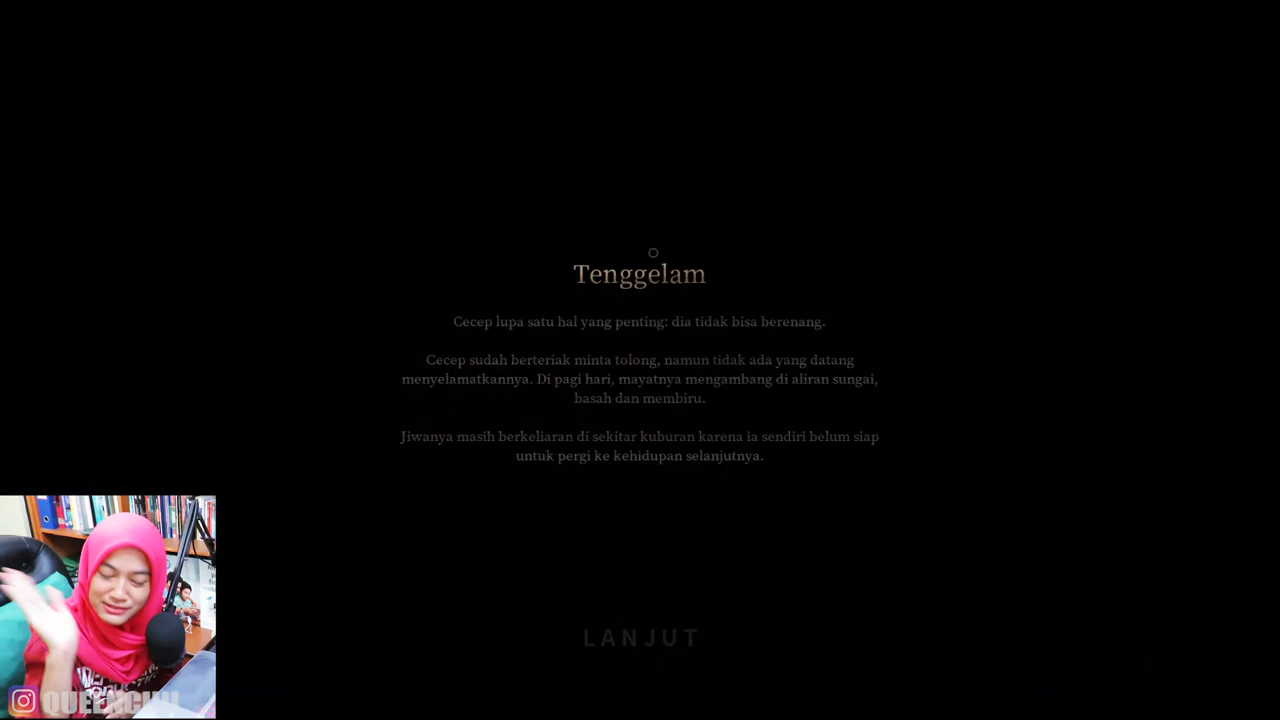 Tenggelam
Cecep lupa satu hal yang penting: dia tidak bisa berenang.
Cecep sudah berteriak minta tolong, namun tidak ada yang datang
menyelamatkannya. Di pagi hari, mayatnya mengambang di aliran sungai,
basah dan membiru.
Jiwanya masih berkeliaran di sekitar kuburan karena ia sendiri belum siap
untuk pergi ke kehidupan selanjutnya.
LANJUT